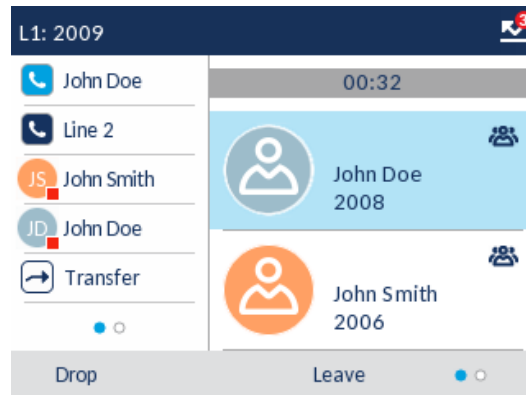 L1: 2009
3
John Doe
Line 2
JS John Smith
JD John Doe
Transfer
00:32
John Doe
2008
John Smith
2006
Drop
Leave